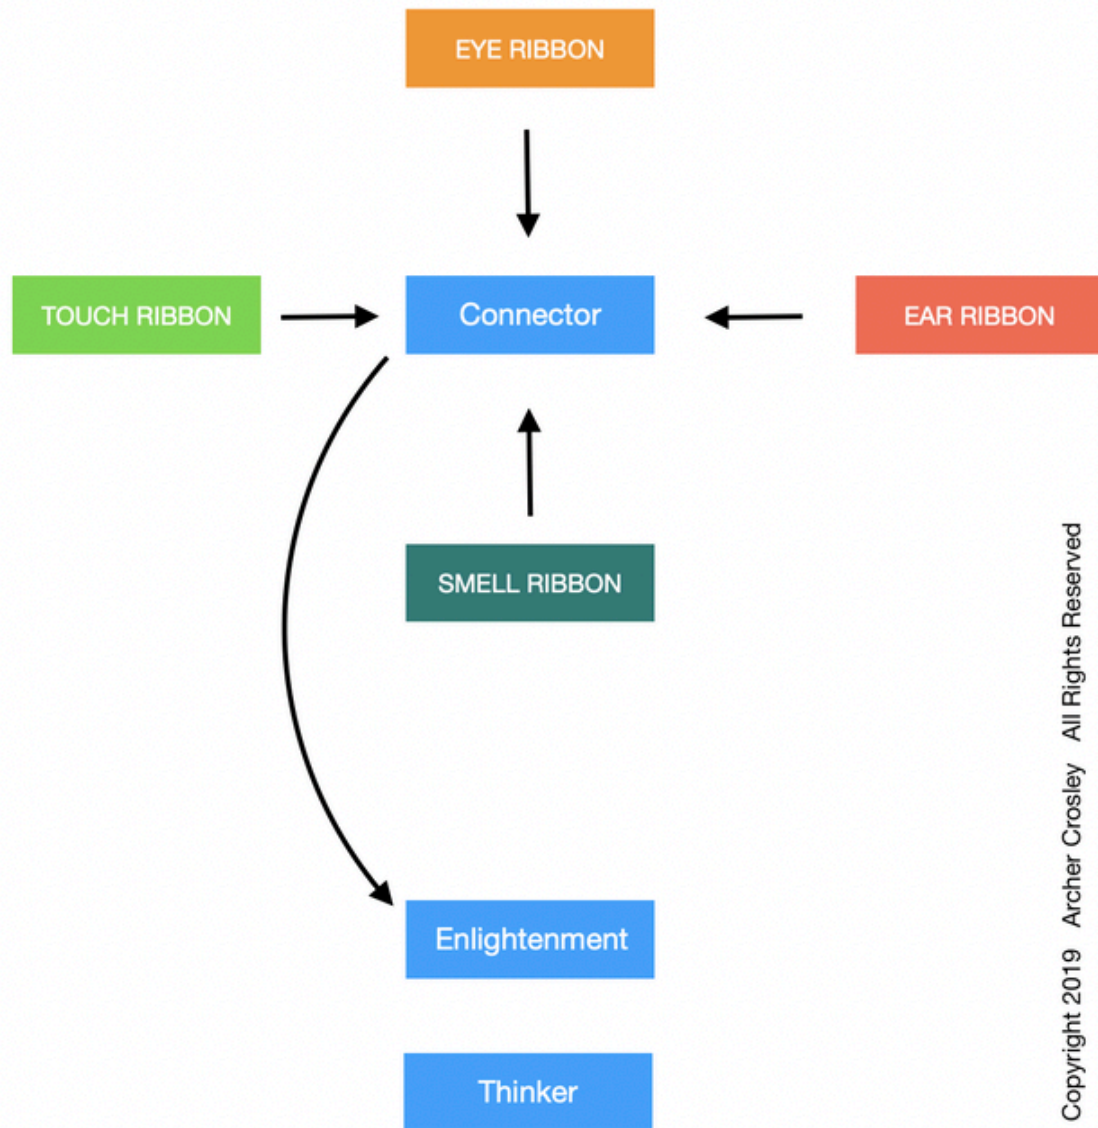 EYE RIBBON
TOUCH RIBBON
Connector
EAR RIBBON
SMELL RIBBON
Enlightenment
Thinker
Copyright 2019 Archer Crosley All Rights Reserved